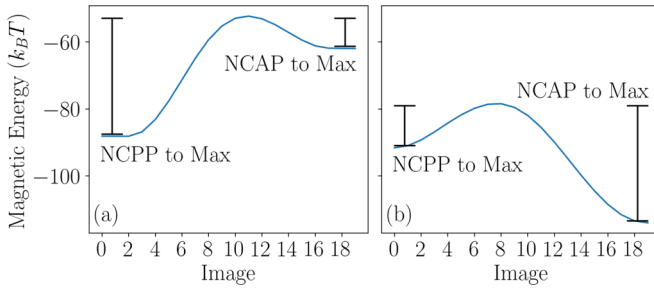 Magnetic Energy (k_BT)
−60
−80
−100
NCAP to Max
NCPP to Max
(a)
0 2 4 6 8 10 12 14 16 18
Image
NCAP to Max
NCPP to Max
(b)
0 2 4 6 8 10 12 14 16 18
Image